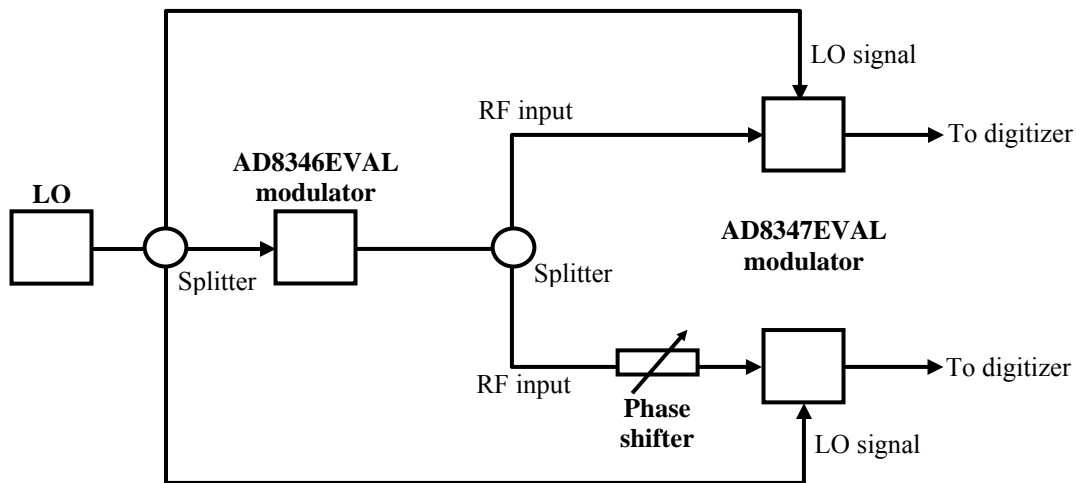 LO signal
RF input
To digitizer
AD8346EVAL
modulator
LO
AD8347EVAL
modulator
Splitter
Splitter
RF input
To digitizer
Phase
shifter
LO signal